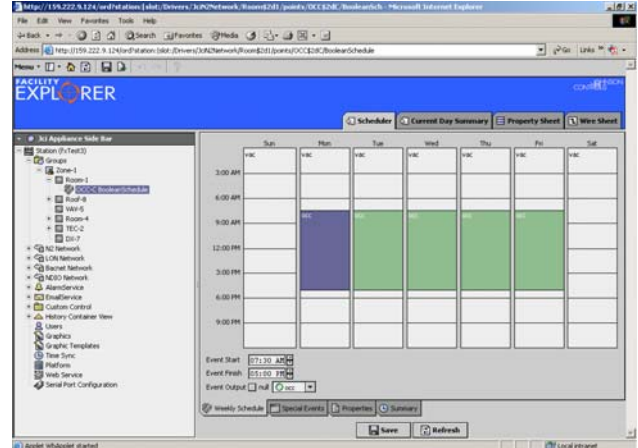 http://159.222.9.124/ord?station:|slot:/Drivers/JciN2Network/Room$2d1/points/OCC$2dC/BooleanSch - Microsoft Internet Explorer
File Edit View Favorites Tools Help
Back Search Favorites Media
Address http://159.222.9.124/ord?station:|slot:/Drivers/JciN2Network/Room$2d1/points/OCC$2dC/BooleanSchedule Go Links
Menu
FACILITY
EXPLORER
JOHNSON
CONTROLS
Scheduler Current Day Summary Property Sheet Wire Sheet
Jci Appliance Side Bar
Station (FxTest3)
Groups
Zone-1
Room-1
OCC-C BooleanSchedule
Roof-8
VAV-5
Room-4
TEC-2
DX-7
N2 Network
LON Network
Bacnet Network
NDIO Network
AlarmService
EmailService
Custom Control
History Container View
Users
Graphics
Graphic Templates
Time Sync
Platform
Web Service
Serial Port Configuration
Sun Mon Tue Wed Thu Fri Sat
vac vac vac vac vac vac vac
3:00 AM
6:00 AM
occ occ occ occ occ
9:00 AM
12:00 PM
3:00 PM
6:00 PM
9:00 PM
Event Start 07:30 AM
Event Finish 05:00 PM
Event Output null occ
Weekly Schedule Special Events Properties Summary
Save Refresh
Applet WbApplet started Local intranet